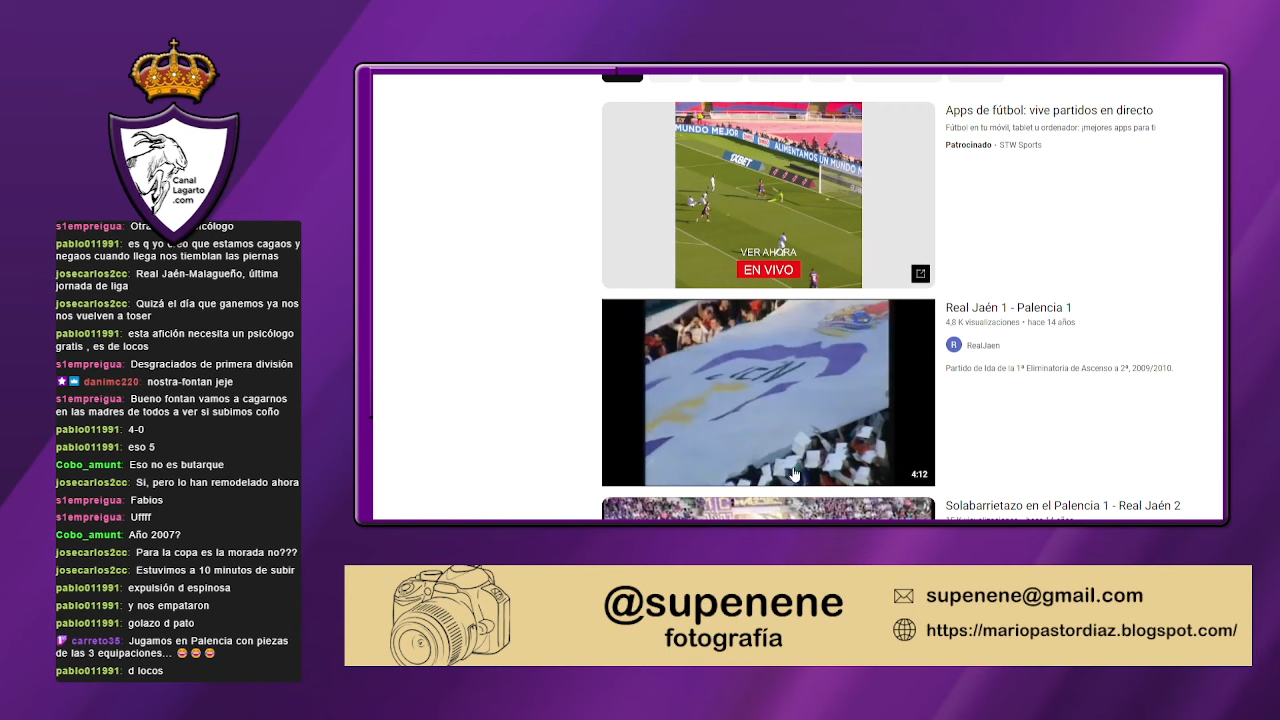 Canal
Lagarto
.com
s1empreigua: Otra
icólogo
pablo011991: es q yo creo que estamos cagaos y
negaos cuando llega nos tiemblan las piernas
josecarlos2cc: Real Jaén-Malagueño, última
jornada de liga
josecarlos2cc: Quizá el día que ganemos ya nos
nos vuelven a toser
pablo011991: esta afición necesita un psicólogo
gratis , es de locos
s1empreigua: Desgraciados de primera división
danimc220: nostra-fontan jeje
s1empreigua: Bueno fontan vamos a cagarnos
en las madres de todos a ver si subimos coño
pablo011991: 4-0
pablo011991: eso 5
Cobo_amunt: Eso no es butarque
josecarlos2cc: Si, pero lo han remodelado ahora
s1empreigua: Fabios
s1empreigua: Uffff
Cobo_amunt: Año 2007?
josecarlos2cc: Para la copa es la morada no???
josecarlos2cc: Estuvimos a 10 minutos de subir
pablo011991: expulsión d espinosa
pablo011991: y nos empataron
pablo011991: golazo d pato
carreto35: Jugamos en Palencia con piezas
de las 3 equipaciones...
pablo011991: d locos
MUNDO MEJOR
ALIMENTAMOS UN MUNDO
1XBET
VER AHORA
EN VIVO
Apps de fútbol: vive partidos en directo
Fútbol en tu móvil, tablet u ordenador: ¡mejores apps para ti
Patrocinado · STW Sports
4:12
Real Jaén 1 - Palencia 1
4,8 K visualizaciones • hace 14 años
R RealJaen
Partido de Ida de la 1ª Eliminatoria de Ascenso a 2ª, 2009/2010.
Solabarrietazo en el Palencia 1 - Real Jaén 2
@supenene
fotografía
supenene@gmail.com
https://mariopastordiaz.blogspot.com/